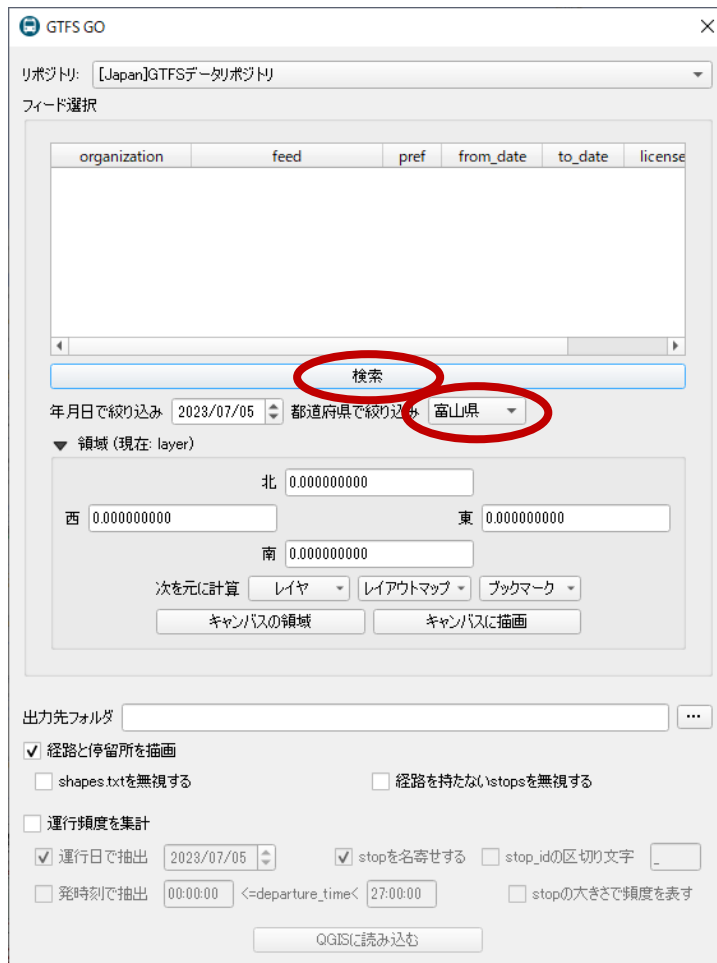 GTFS GO
リポジトリ: [Japan]GTFSデータリポジトリ
フィード選択
organization feed pref from_date to_date license
検索
年月日で絞り込み 2023/07/05 都道府県で絞り込み 富山県
領域 (現在: layer)
北 0.000000000
西 0.000000000 東 0.000000000
南 0.000000000
次を元に計算 レイヤ レイアウトマップ ブックマーク
キャンバスの領域 キャンバスに描画
出力先フォルダ ...
経路と停留所を描画
shapes.txtを無視する 経路を持たないstopsを無視する
運行頻度を集計
運行日で抽出 2023/07/05 stopを名寄せする stop_idの区切り文字 _
発時刻で抽出 00:00:00 <=departure_time< 27:00:00 stopの大きさで頻度を表す
QGISに読み込む